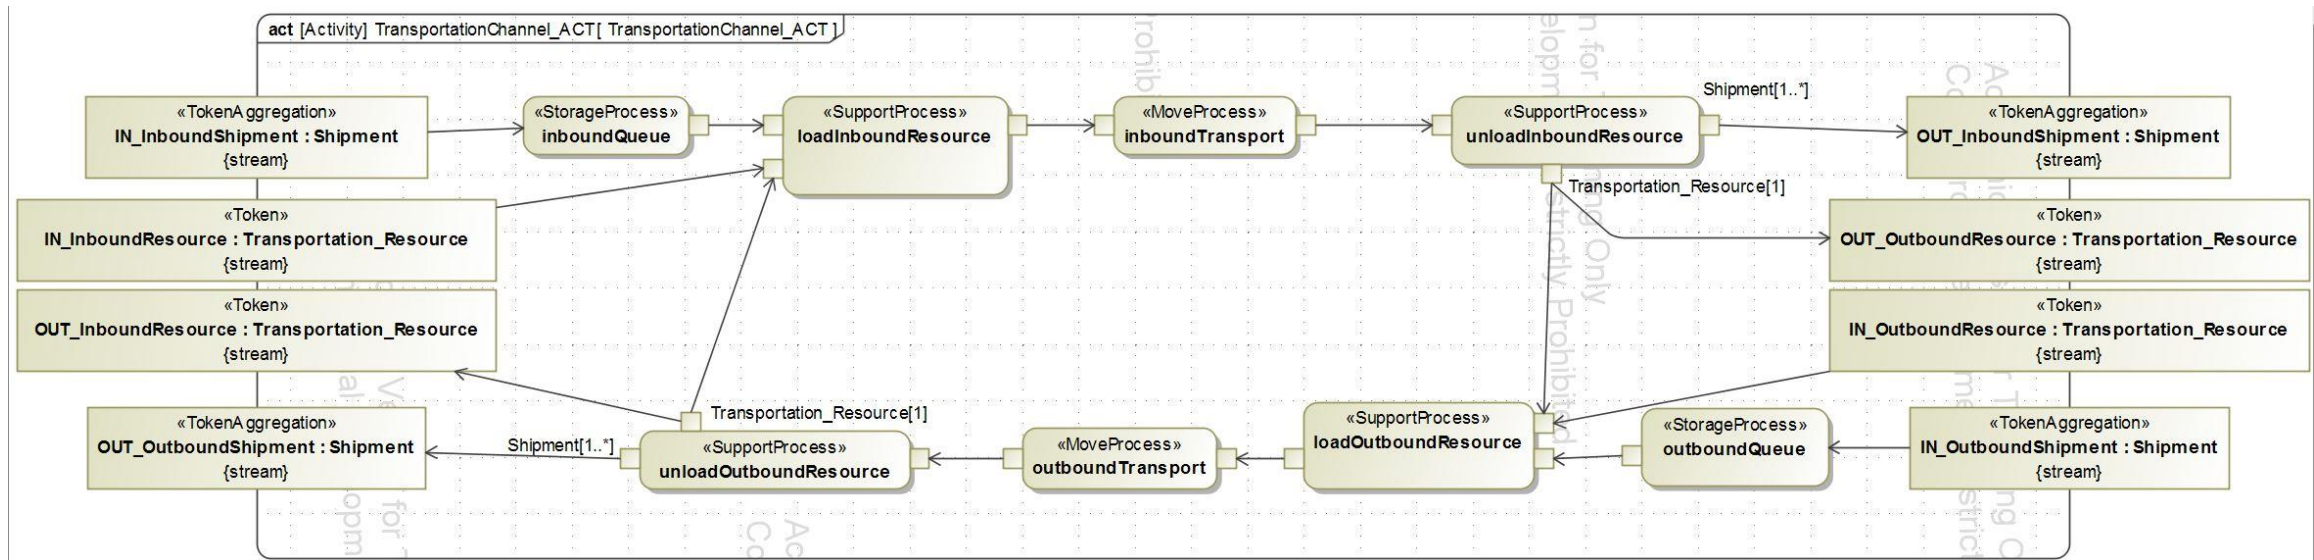 act [Activity] TransportationChannel_ACT[ TransportationChannel_ACT ]
«TokenAggregation»
IN_InboundShipment : Shipment
{stream}
«StorageProcess»
inboundQueue
«SupportProcess»
loadInboundResource
«MoveProcess»
inboundTransport
«SupportProcess»
unloadInboundResource
Shipment[1..*]
«TokenAggregation»
OUT_InboundShipment : Shipment
{stream}
Transportation_Resource[1]
«Token»
IN_InboundResource : Transportation_Resource
{stream}
«Token»
OUT_OutboundResource : Transportation_Resource
{stream}
«Token»
OUT_InboundResource : Transportation_Resource
{stream}
«Token»
IN_OutboundResource : Transportation_Resource
{stream}
«TokenAggregation»
OUT_OutboundShipment : Shipment
{stream}
Shipment[1..*]
Transportation_Resource[1]
«SupportProcess»
unloadOutboundResource
«MoveProcess»
outboundTransport
«SupportProcess»
loadOutboundResource
«StorageProcess»
outboundQueue
«TokenAggregation»
IN_OutboundShipment : Shipment
{stream}